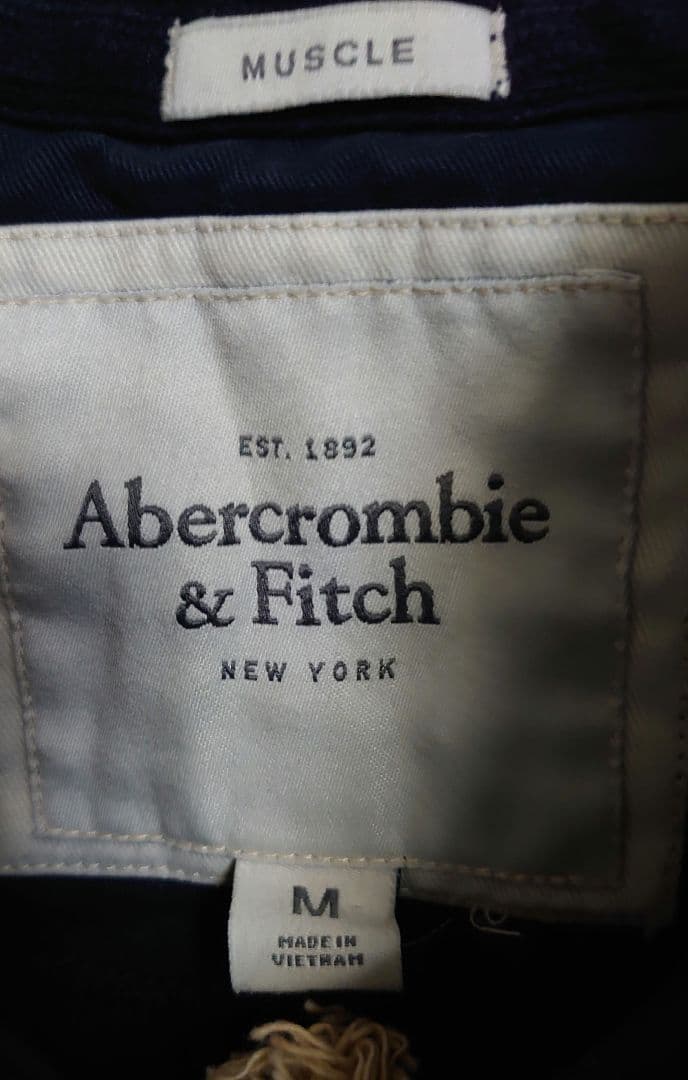 MUSCLE
EST. 1892
Abercrombie
& Fitch
NEW YORK
M
MADE IN
VIETNAM